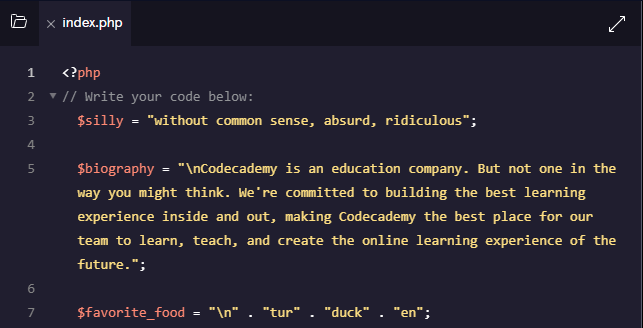 index.php
1 <?php
2 // Write your code below:
3 $silly = "without common sense, absurd, ridiculous";
4
5 $biography = "\nCodecademy is an education company. But not one in the
way you might think. We're committed to building the best learning
experience inside and out, making Codecademy the best place for our
team to learn, teach, and create the online learning experience of the
future.";
6
7 $favorite_food = "\n" . "tur" . "duck" . "en";